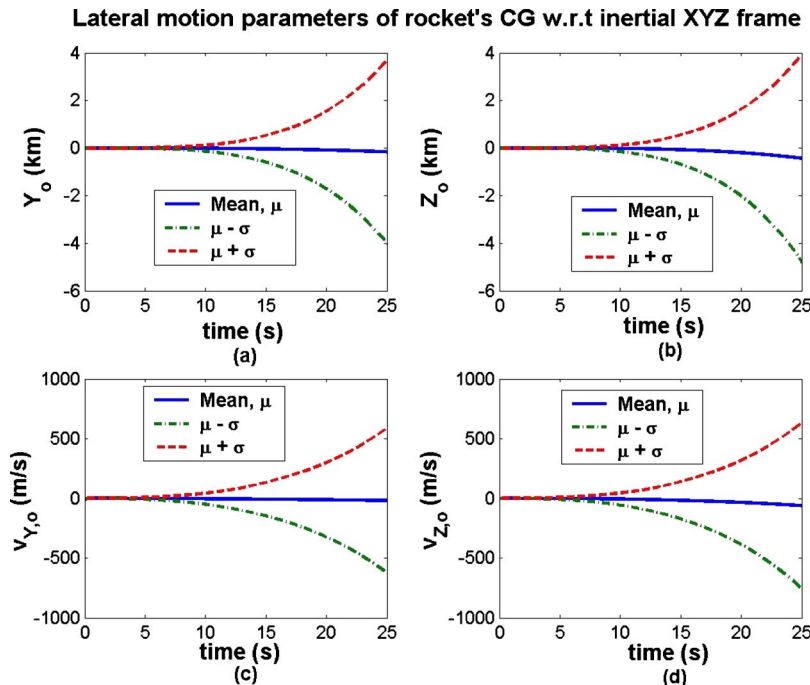 Lateral motion parameters of rocket's CG w.r.t inertial XYZ frame
4
2
0
-2
-4
-6
Y_o (km)
Mean, μ
μ - σ
μ + σ
0 5 10 15 20 25
time (s)
(a)
4
2
0
-2
-4
-6
Z_o (km)
Mean, μ
μ - σ
μ + σ
0 5 10 15 20 25
time (s)
(b)
1000
500
0
-500
-1000
v_Y,o (m/s)
Mean, μ
μ - σ
μ + σ
0 5 10 15 20 25
time (s)
(c)
1000
500
0
-500
-1000
v_Z,o (m/s)
Mean, μ
μ - σ
μ + σ
0 5 10 15 20 25
time (s)
(d)